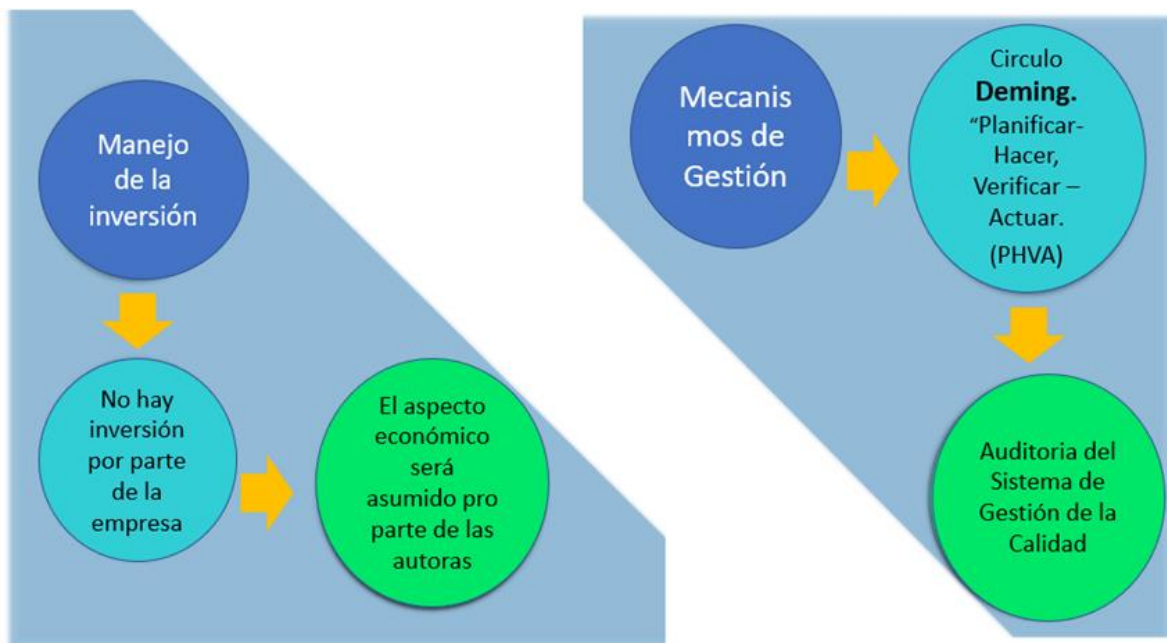 Manejo
de la
inversión
No hay
inversión
por parte
de la
empresa
El aspecto
económico
será
asumido pro
parte de las
autoras
Mecanis
mos de
Gestión
Circulo
Deming.
“Planificar-
Hacer,
Verificar –
Actuar.
(PHVA)
Auditoria del
Sistema de
Gestión de la
Calidad